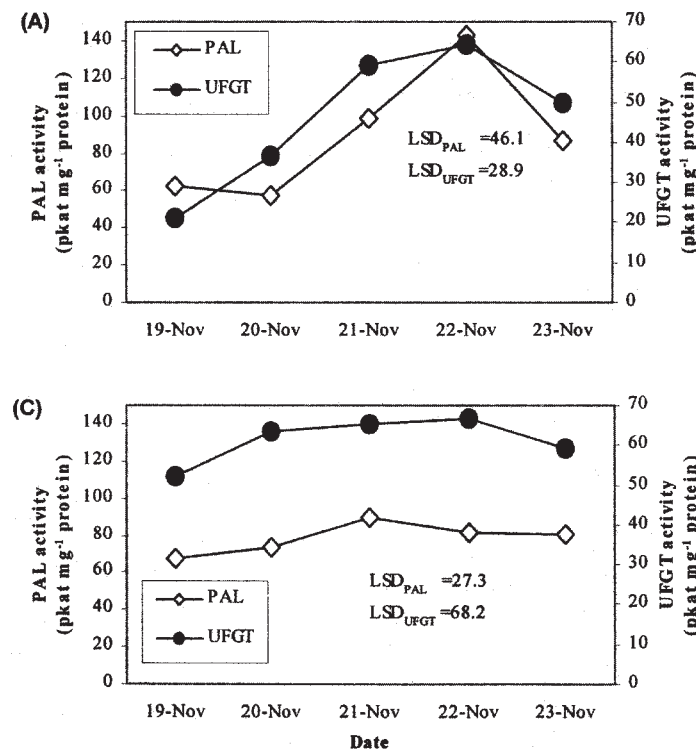 (A)
PAL
UFGT
LSD_PAL =46.1
LSD_UFGT =28.9
PAL activity
(pkat mg⁻¹ protein)
140
120
100
80
60
40
20
0
UFGT activity
(pkat mg⁻¹ protein)
70
60
50
40
30
20
10
0
19-Nov 20-Nov 21-Nov 22-Nov 23-Nov
(C)
PAL activity
(pkat mg⁻¹ protein)
140
120
100
80
60
40
20
0
PAL
UFGT
LSD_PAL =27.3
LSD_UFGT =68.2
UFGT activity
(pkat mg⁻¹ protein)
70
60
50
40
30
20
10
0
19-Nov 20-Nov 21-Nov 22-Nov 23-Nov
Date